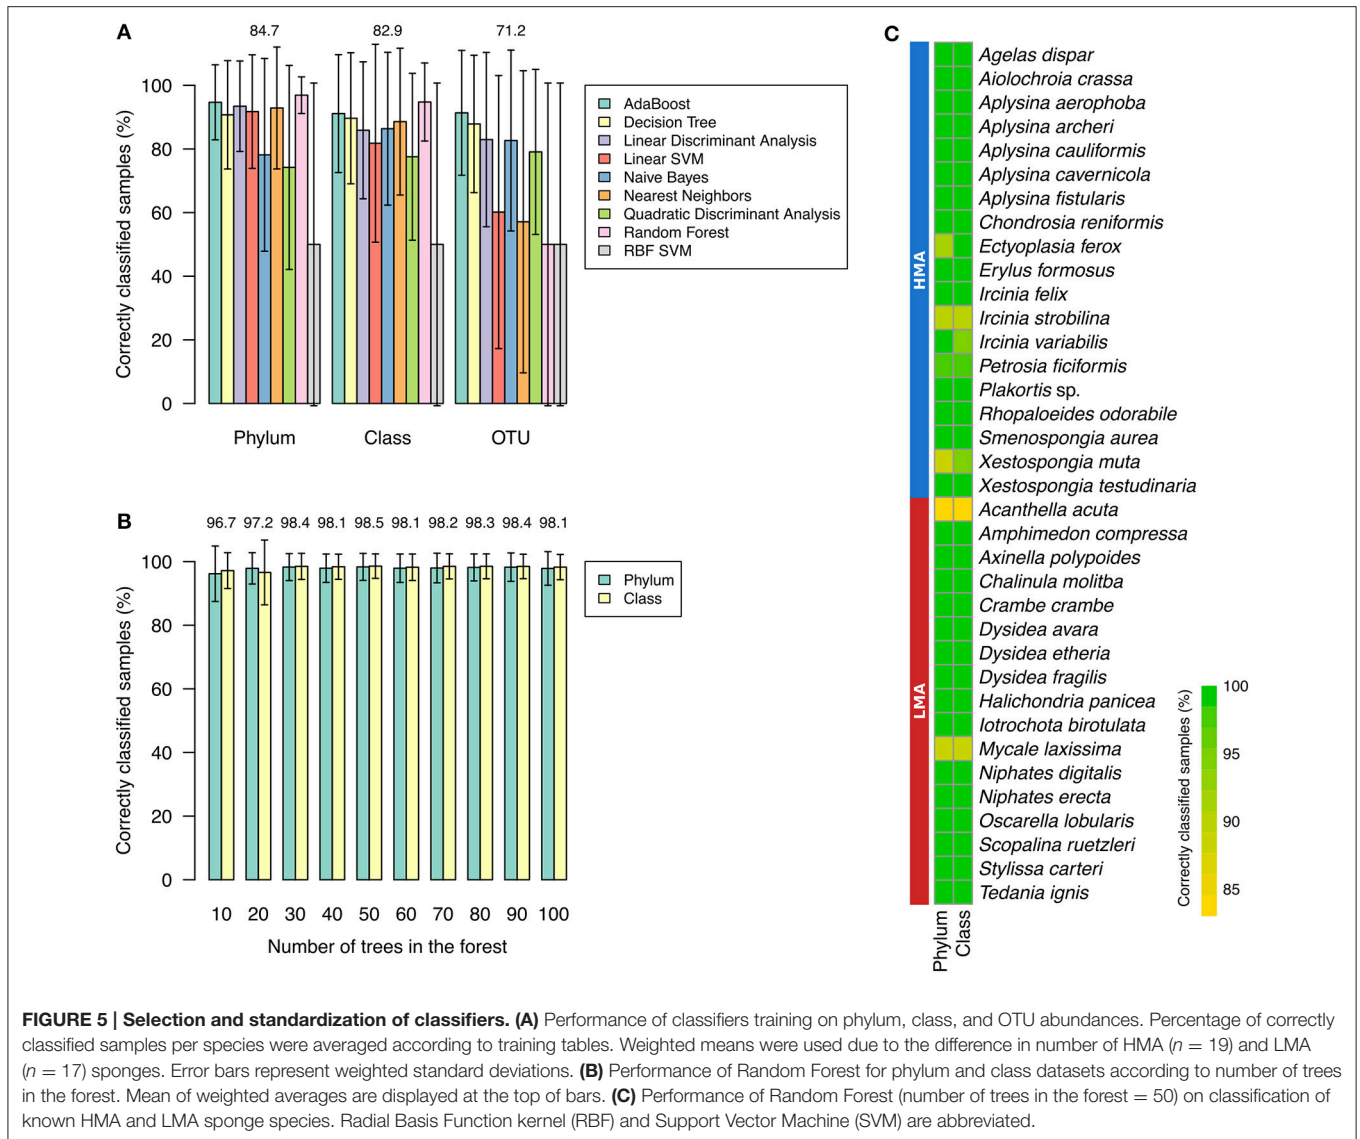 A
84.7 82.9 71.2
100
80
60
40
20
0
Correctly classified samples (%)
Phylum Class OTU
AdaBoost
Decision Tree
Linear Discriminant Analysis
Linear SVM
Naive Bayes
Nearest Neighbors
Quadratic Discriminant Analysis
Random Forest
RBF SVM
B
96.7 97.2 98.4 98.1 98.5 98.1 98.2 98.3 98.4 98.1
100
80
60
40
20
0
Correctly classified samples (%)
10 20 30 40 50 60 70 80 90 100
Number of trees in the forest
Phylum
Class
C
HMA
Agelas dispar
Aiolochroia crassa
Aplysina aerophoba
Aplysina archeri
Aplysina cauliformis
Aplysina cavernicola
Aplysina fistularis
Chondrosia reniformis
Ectyoplasia ferox
Erylus formosus
Ircinia felix
Ircinia strobilina
Ircinia variabilis
Petrosia ficiformis
Plakortis sp.
Rhopaloeides odorabile
Smenospongia aurea
Xestospongia muta
Xestospongia testudinaria
LMA
Acanthella acuta
Amphimedon compressa
Axinella polypoides
Chalinula molitba
Crambe crambe
Dysidea avara
Dysidea etheria
Dysidea fragilis
Halichondria panicea
Iotrochota birotulata
Mycale laxissima
Niphates digitalis
Niphates erecta
Oscarella lobularis
Scopalina ruetzleri
Stylissa carteri
Tedania ignis
Phylum
Class
Correctly classified samples (%)
100
95
90
85
FIGURE 5 | Selection and standardization of classifiers. (A) Performance of classifiers training on phylum, class, and OTU abundances. Percentage of correctly
classified samples per species were averaged according to training tables. Weighted means were used due to the difference in number of HMA (n = 19) and LMA
(n = 17) sponges. Error bars represent weighted standard deviations. (B) Performance of Random Forest for phylum and class datasets according to number of trees
in the forest. Mean of weighted averages are displayed at the top of bars. (C) Performance of Random Forest (number of trees in the forest = 50) on classification of
known HMA and LMA sponge species. Radial Basis Function kernel (RBF) and Support Vector Machine (SVM) are abbreviated.